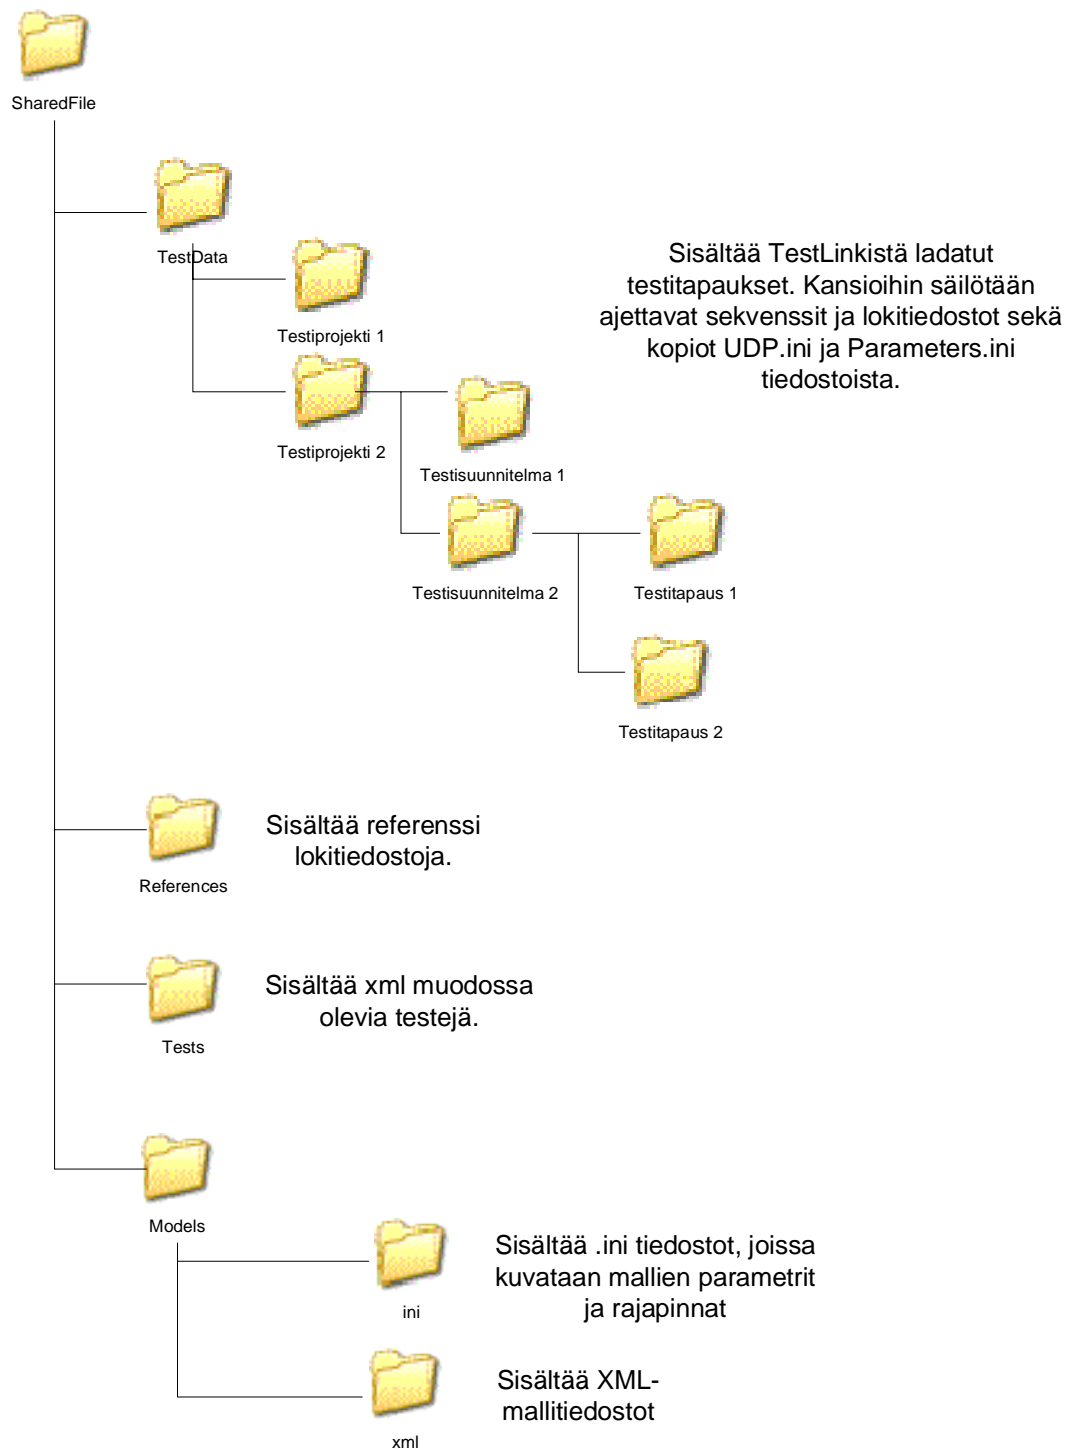 SharedFile
TestData
Testiprojekti 1
Sisältää TestLinkistä ladatut
testitapaukset. Kansioihin säilötään
ajettavat sekvenssit ja lokitiedostot sekä
kopiot UDP.ini ja Parameters.ini
tiedostoista.
Testiprojekti 2
Testisuunnitelma 1
Testisuunnitelma 2
Testitapaus 1
Testitapaus 2
References
Sisältää referenssi
lokitiedostoja.
Tests
Sisältää xml muodossa
olevia testejä.
Models
ini
Sisältää .ini tiedostot, joissa
kuvataan mallien parametrit
ja rajapinnat
xml
Sisältää XML-
mallitiedostot